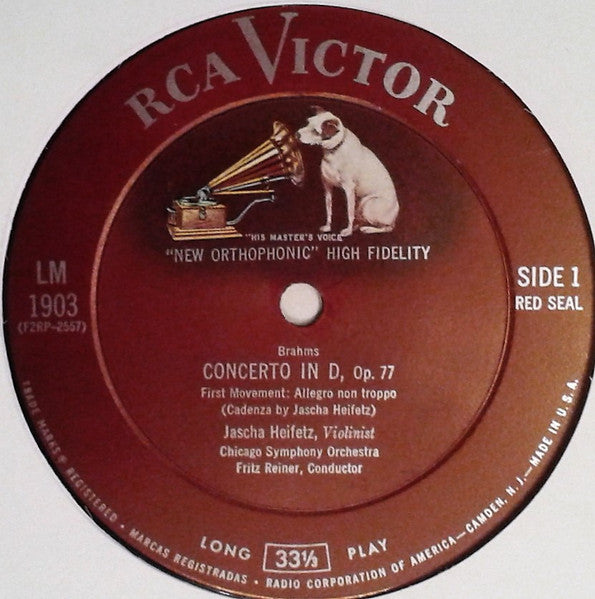 RCA VICTOR
"HIS MASTER'S VOICE"
"NEW ORTHOPHONIC" HIGH FIDELITY
LM
1903
(F2RP-2557)
SIDE 1
RED SEAL
Brahms
CONCERTO IN D, Op. 77
First Movement: Allegro non troppo
(Cadenza by Jascha Heifetz)
Jascha Heifetz, Violinist
Chicago Symphony Orchestra
Fritz Reiner, Conductor
LONG 33⅓ PLAY
TRADE MARKS ® REGISTERED • MARCAS REGISTRADAS • RADIO CORPORATION OF AMERICA—CAMDEN, N. J.—MADE IN U.S.A.